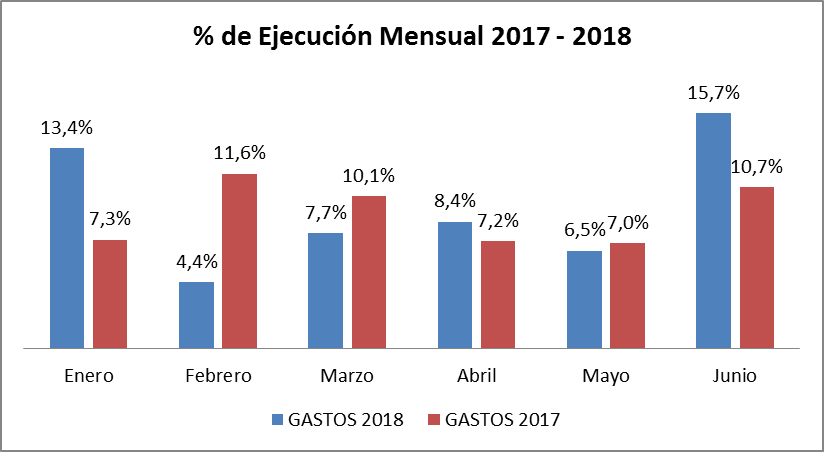 % de Ejecución Mensual 2017 - 2018
13,4%
7,3%
4,4%
11,6%
7,7%
10,1%
8,4%
7,2%
6,5%
7,0%
15,7%
10,7%
Enero
Febrero
Marzo
Abril
Mayo
Junio
GASTOS 2018
GASTOS 2017